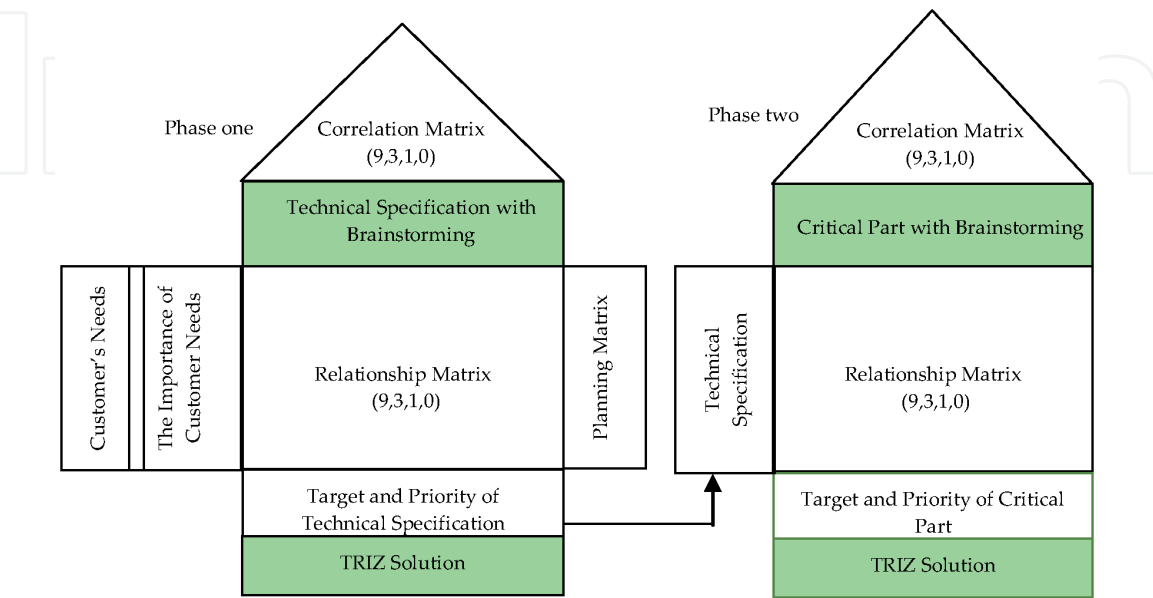 Phase one
Correlation Matrix
(9,3,1,0)
Technical Specification with
Brainstorming
Customer's Needs
The Importance of
Customer Needs
Relationship Matrix
(9,3,1,0)
Planning Matrix
Target and Priority of
Technical Specification
TRIZ Solution
Phase two
Correlation Matrix
(9,3,1,0)
Critical Part with Brainstorming
Technical
Specification
Relationship Matrix
(9,3,1,0)
Target and Priority of Critical
Part
TRIZ Solution